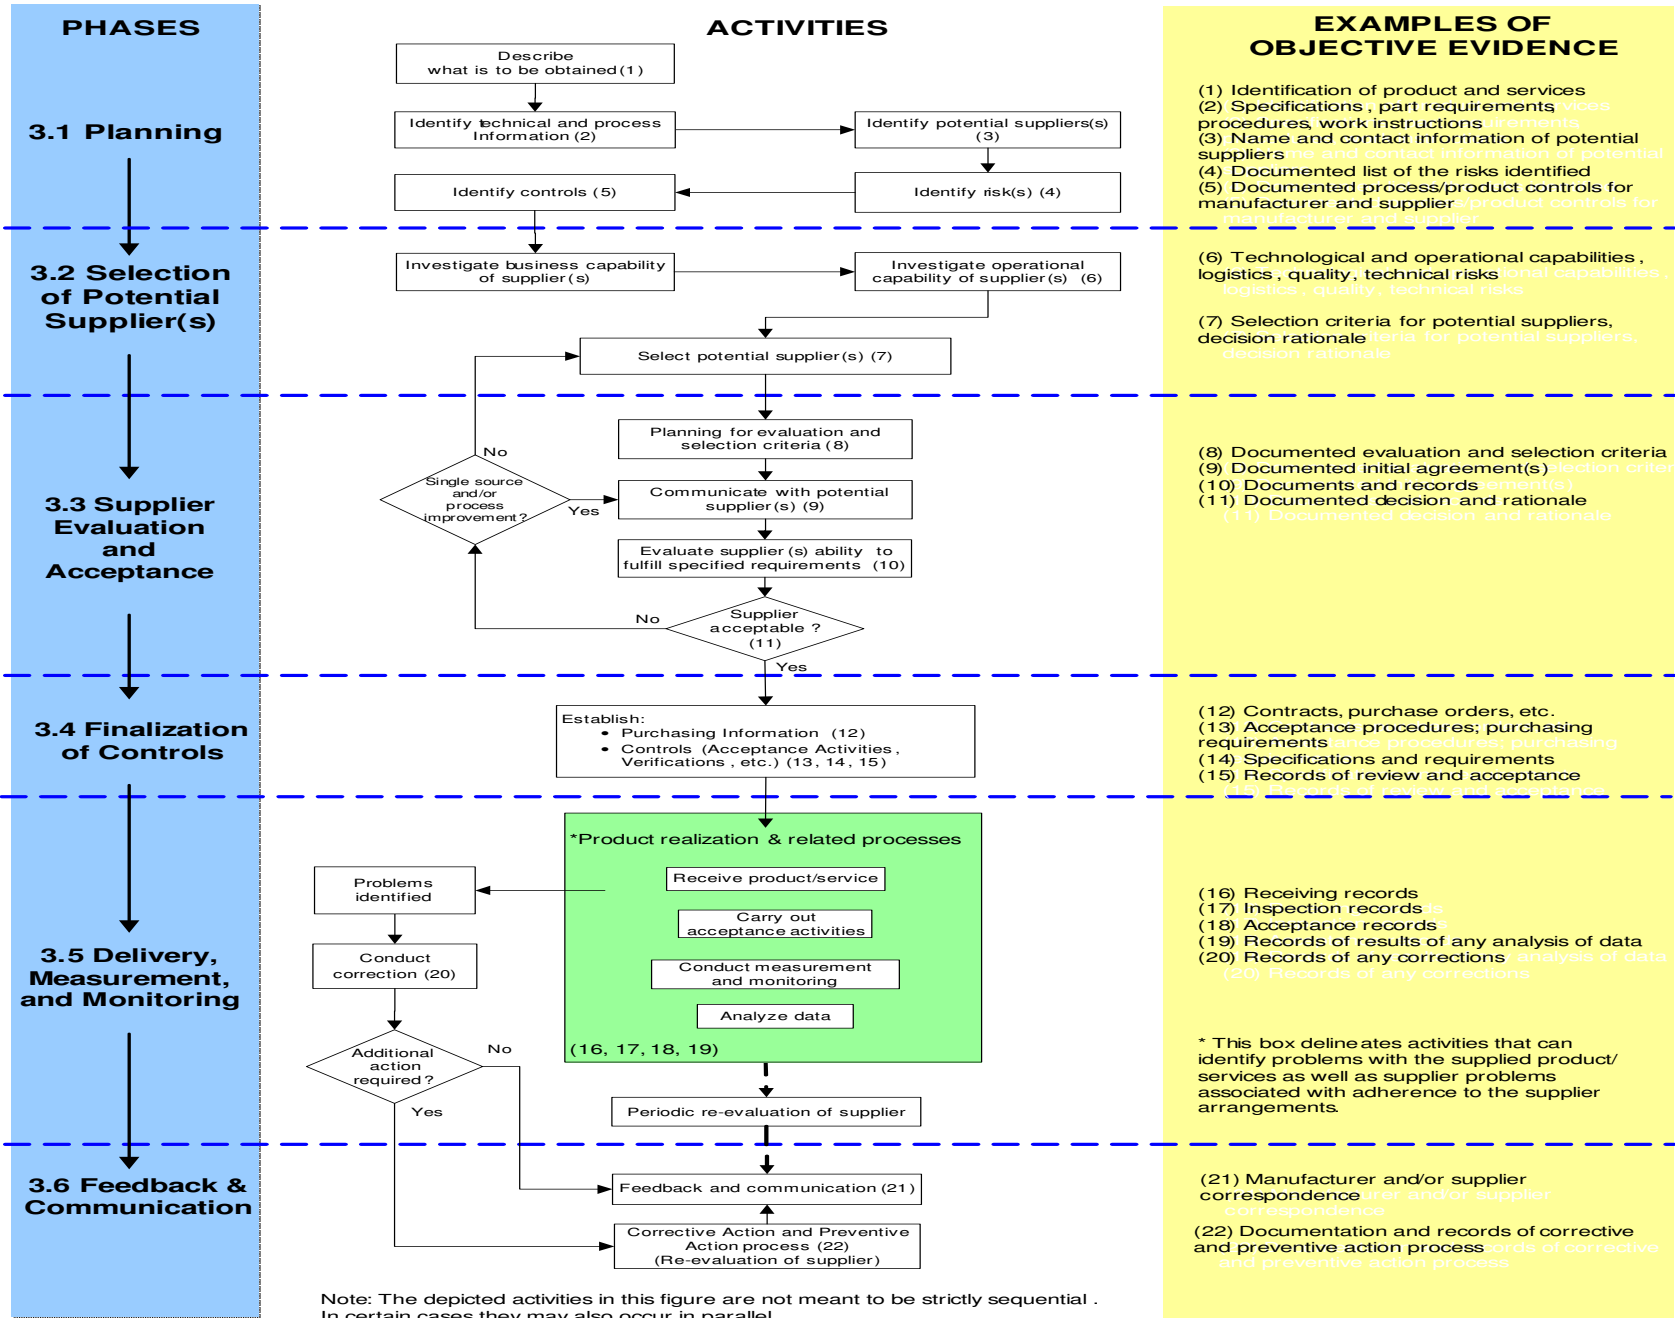 PHASES
ACTIVITIES
EXAMPLES OF
OBJECTIVE EVIDENCE
3.1 Planning
Describe
what is to be obtained (1)
Identify technical and process
Information (2)
Identify potential suppliers(s)
(3)
Identify controls (5)
Identify risk(s) (4)
(1) Identification of product and services
(2) Specifications, part requirements
procedures, work instructions
(3) Name and contact information of potential
suppliers
(4) Documented list of the risks identified
(5) Documented process/product controls for
manufacturer and supplier
3.2 Selection
of Potential
Supplier(s)
Investigate business capability
of supplier(s)
Investigate operational
capability of supplier(s) (6)
Select potential supplier(s) (7)
(6) Technological and operational capabilities,
logistics, quality, technical risks
(7) Selection criteria for potential suppliers,
decision rationale
3.3 Supplier
Evaluation
and
Acceptance
Planning for evaluation and
selection criteria (8)
No
Single source
and/or
process
improvement?
Yes
Communicate with potential
supplier(s) (9)
Evaluate supplier(s) ability to
fulfill specified requirements (10)
No
Supplier
acceptable ?
(11)
Yes
(8) Documented evaluation and selection criteria
(9) Documented initial agreement(s)
(10) Documents and records
(11) Documented decision and rationale
3.4 Finalization
of Controls
Establish:
• Purchasing Information (12)
• Controls (Acceptance Activities,
Verifications, etc.) (13, 14, 15)
(12) Contracts, purchase orders, etc.
(13) Acceptance procedures; purchasing
requirements
(14) Specifications and requirements
(15) Records of review and acceptance
3.5 Delivery,
Measurement,
and Monitoring
*Product realization & related processes
Receive product/service
Carry out
acceptance activities
Conduct measurement
and monitoring
Analyze data
(16, 17, 18, 19)
Problems
identified
Conduct
correction (20)
Additional
action
required?
No
Yes
Periodic re-evaluation of supplier
(16) Receiving records
(17) Inspection records
(18) Acceptance records
(19) Records of results of any analysis of data
(20) Records of any corrections
* This box delineates activities that can
identify problems with the supplied product/
services as well as supplier problems
associated with adherence to the supplier
arrangements.
3.6 Feedback &
Communication
Feedback and communication (21)
Corrective Action and Preventive
Action process (22)
(Re-evaluation of supplier)
(21) Manufacturer and/or supplier
correspondence
(22) Documentation and records of corrective
and preventive action process
Note: The depicted activities in this figure are not meant to be strictly sequential.
In certain cases they may also occur in parallel